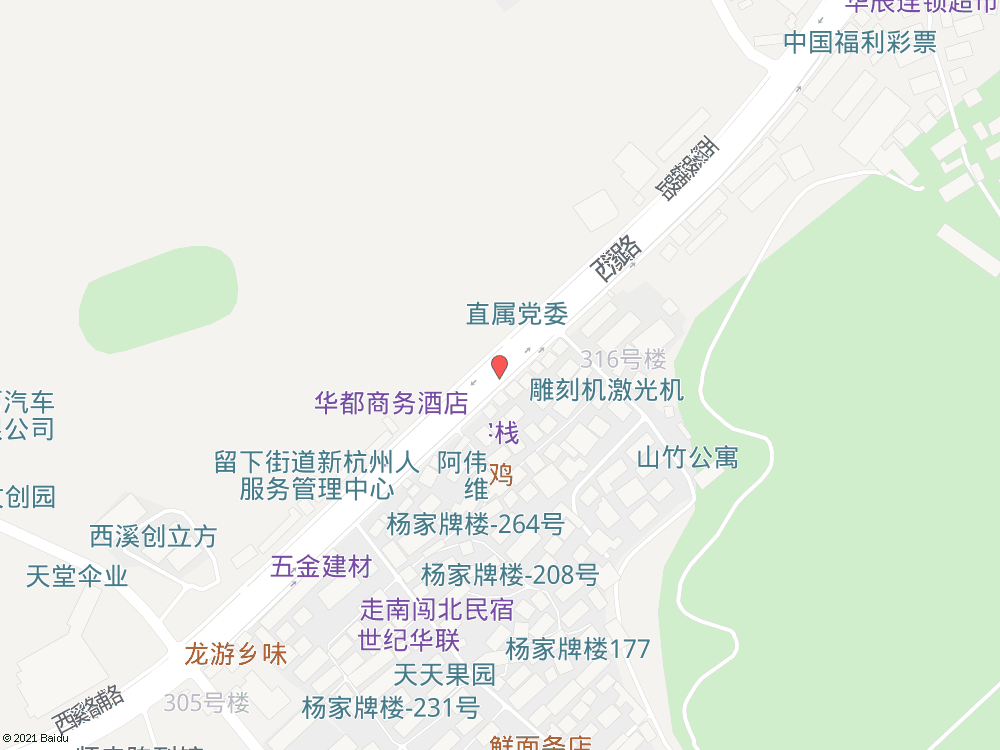 华辰连锁超市
中国福利彩票
西溪路
直属党委
316号楼
雕刻机激光机
汽车
公司
华都商务酒店
栈
山竹公寓
留下街道新杭州人
服务管理中心
阿伟
维
鸡
创园
西溪创立方
杨家牌楼-264号
天堂伞业
五金建材
杨家牌楼-208号
走南闯北民宿
世纪华联
杨家牌楼177
龙游乡味
天天果园
305号楼
杨家牌楼-231号
鲜面条店
© 2021 Baidu